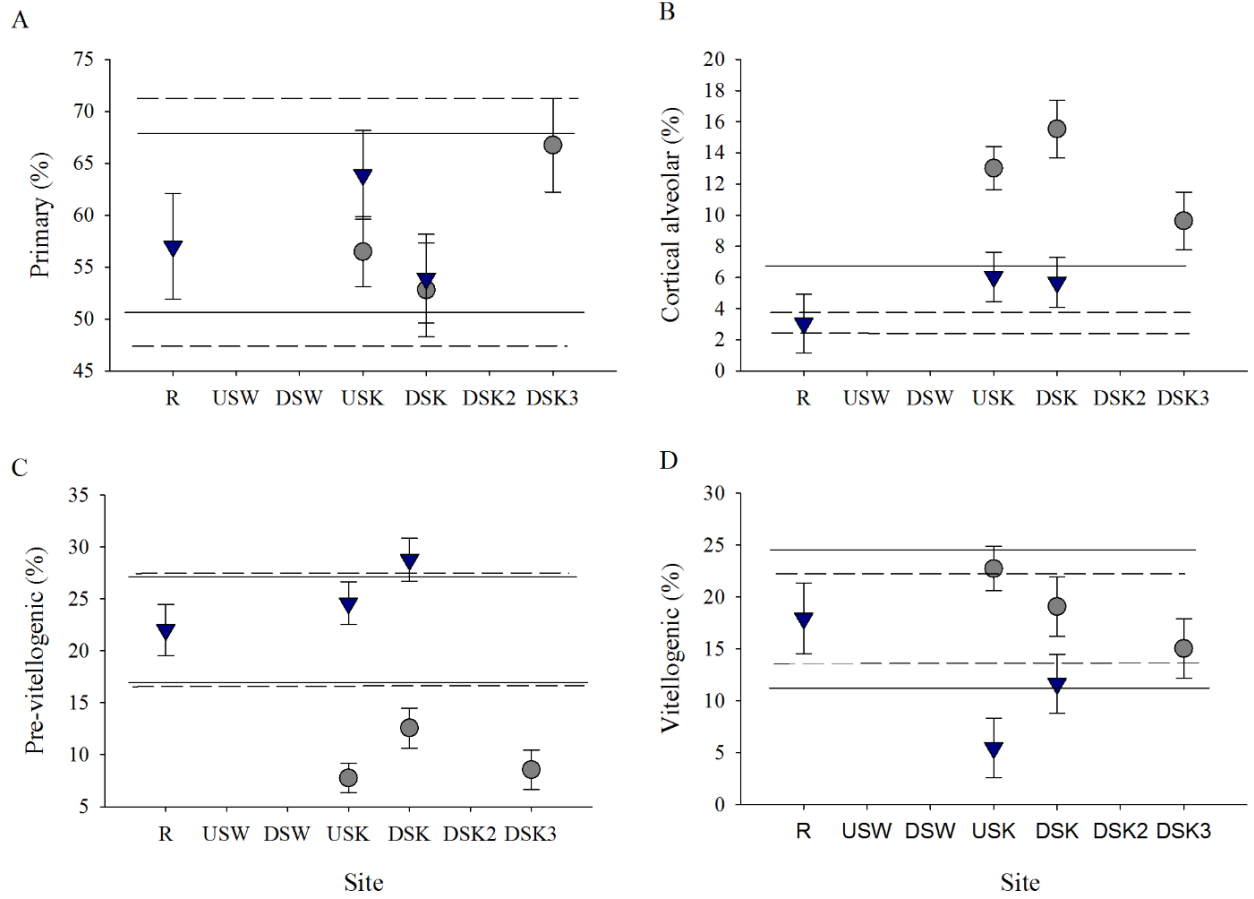 A
Primary (%)
75
70
65
60
55
50
45
R USW DSW USK DSK DSK2 DSK3
B
Cortical alveolar (%)
20
18
16
14
12
10
8
6
4
2
0
R USW DSW USK DSK DSK2 DSK3
C
Pre-vitellogenic (%)
35
30
25
20
15
10
5
R USW DSW USK DSK DSK2 DSK3
Site
D
Vitellogenic (%)
30
25
20
15
10
5
0
R USW DSW USK DSK DSK2 DSK3
Site